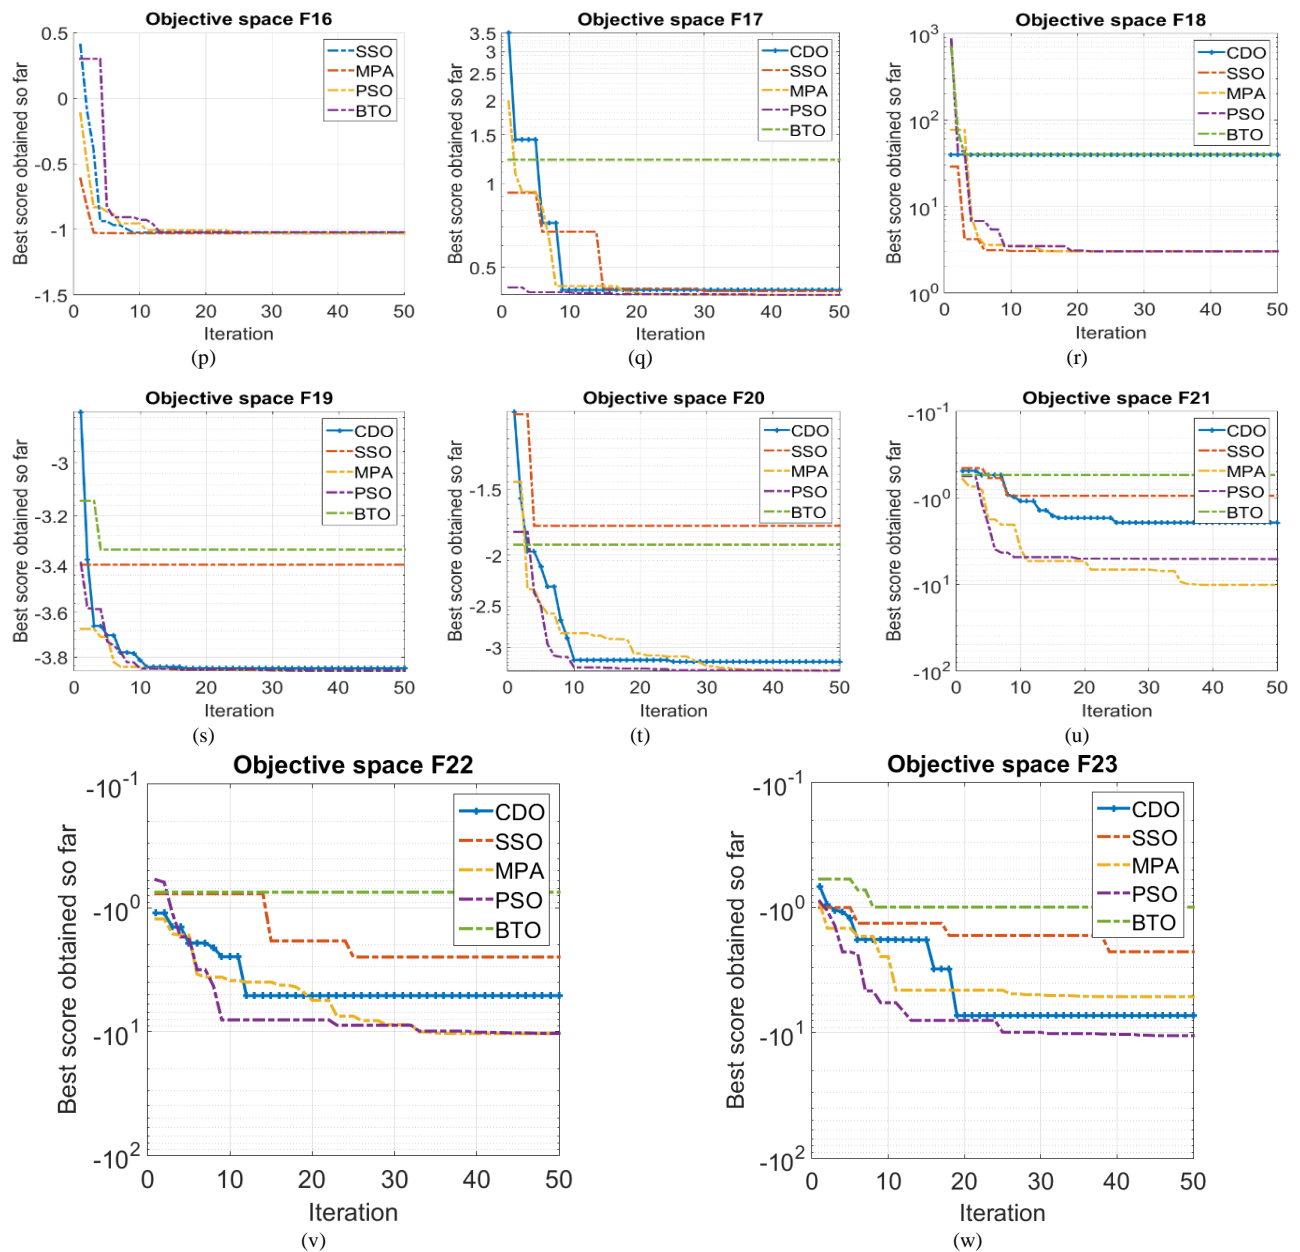 Objective space F16
Best score obtained so far
0.5
0
-0.5
-1
-1.5
SSO
MPA
PSO
BTO
0 10 20 30 40 50
Iteration
(p)
Objective space F17
Best score obtained so far
3.5
3
2.5
2
1.5
1
0.5
CDO
SSO
MPA
PSO
BTO
0 10 20 30 40 50
Iteration
(q)
Objective space F18
Best score obtained so far
10³
10²
10¹
10⁰
CDO
SSO
MPA
PSO
BTO
0 10 20 30 40 50
Iteration
(r)
Objective space F19
Best score obtained so far
-3
-3.2
-3.4
-3.6
-3.8
CDO
SSO
MPA
PSO
BTO
0 10 20 30 40 50
Iteration
(s)
Objective space F20
Best score obtained so far
-1.5
-2
-2.5
-3
CDO
SSO
MPA
PSO
BTO
0 10 20 30 40 50
Iteration
(t)
Objective space F21
Best score obtained so far
-10⁻¹
-10⁰
-10¹
-10²
CDO
SSO
MPA
PSO
BTO
0 10 20 30 40 50
Iteration
(u)
Objective space F22
Best score obtained so far
-10⁻¹
-10⁰
-10¹
-10²
CDO
SSO
MPA
PSO
BTO
0 10 20 30 40 50
Iteration
(v)
Objective space F23
Best score obtained so far
-10⁻¹
-10⁰
-10¹
-10²
CDO
SSO
MPA
PSO
BTO
0 10 20 30 40 50
Iteration
(w)